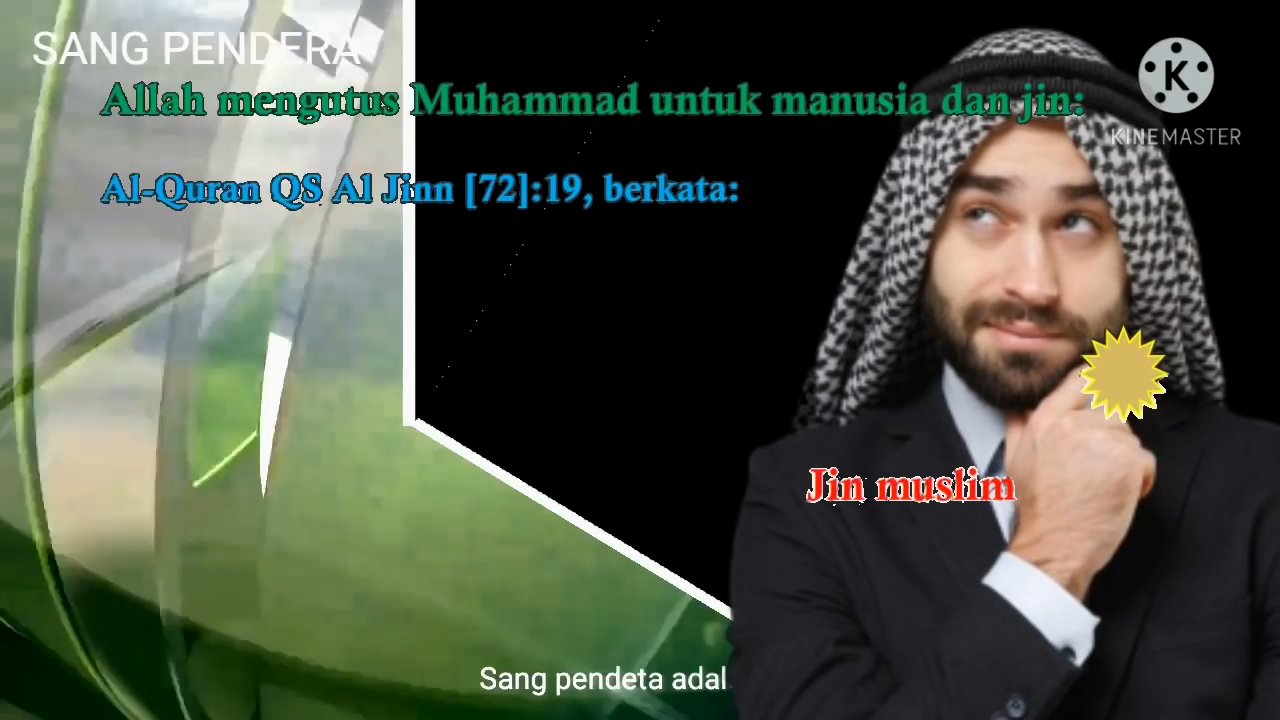 SANG PENDERA
Allah mengutus Muhammad untuk manusia dan jin:
K
KINEMASTER
Al-Quran QS Al Jinn [72]:19, berkata:
Jin muslim
Sang pendeta adal